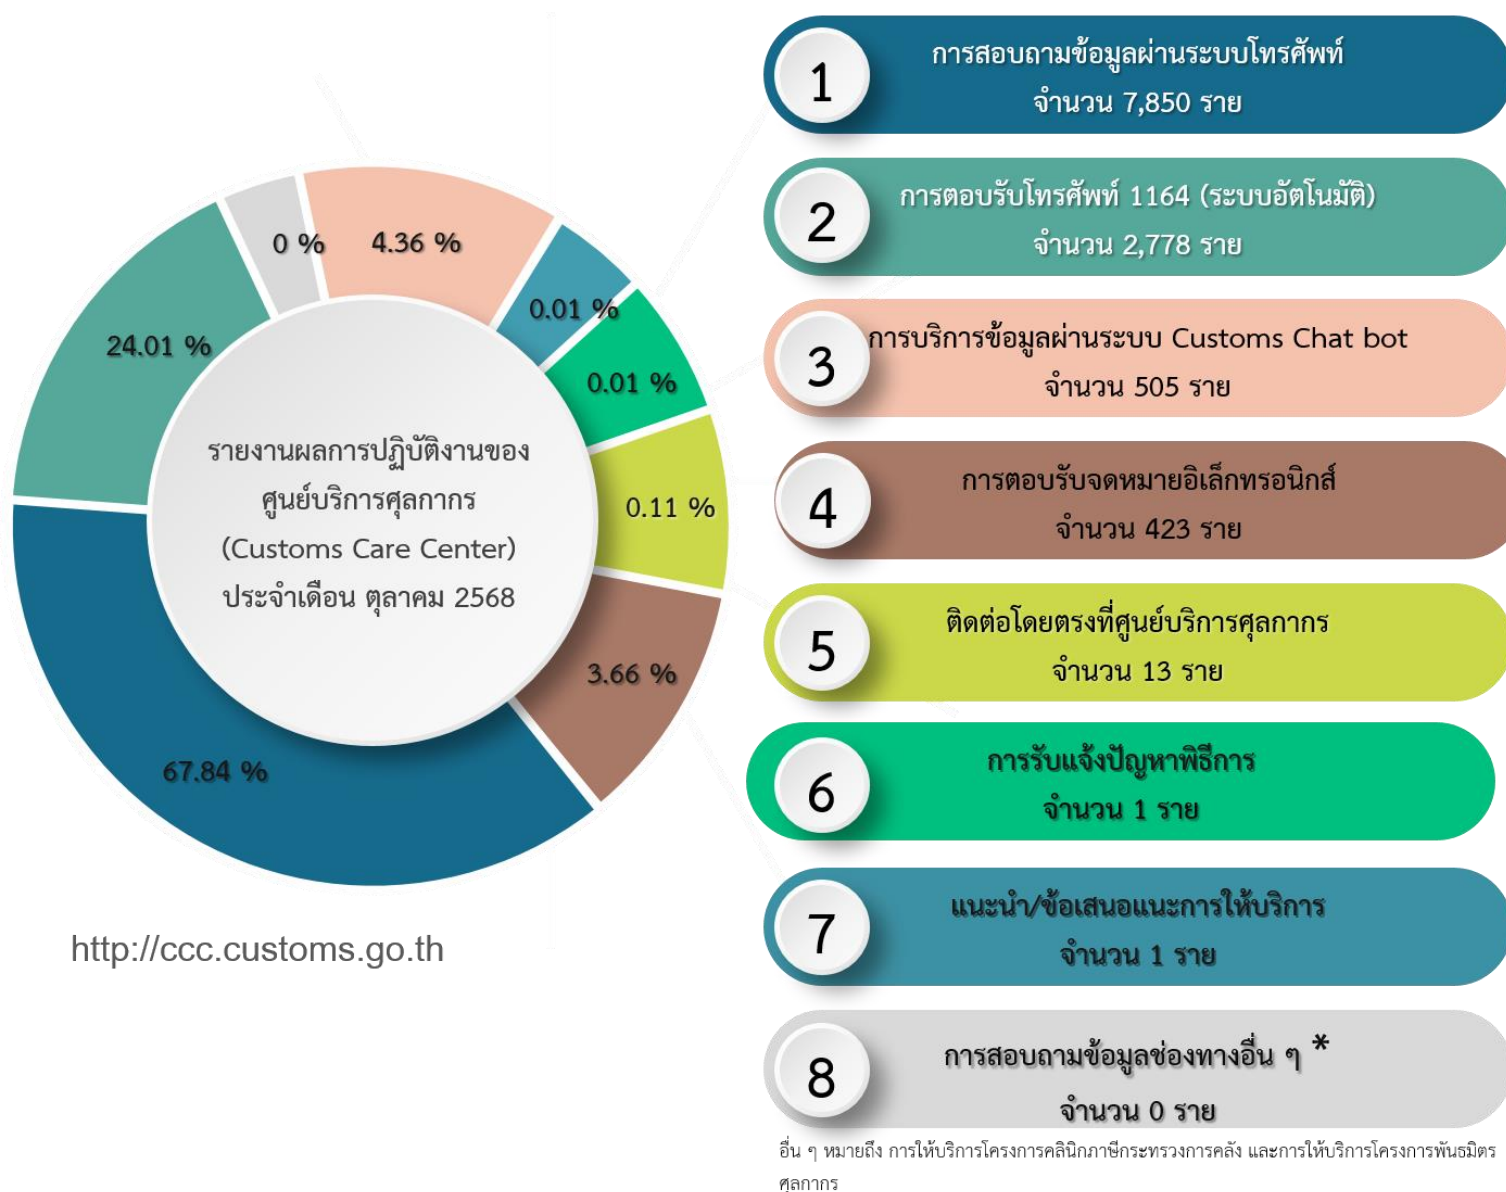 0 %
4.36 %
0.01 %
0.01 %
24.01 %
0.11 %
3.66 %
67.84 %
รายงานผลการปฏิบัติงานของ
ศูนย์บริการศุลกากร
(Customs Care Center)
ประจำเดือน ตุลาคม 2568
http://ccc.customs.go.th
1
การสอบถามข้อมูลผ่านระบบโทรศัพท์
จำนวน 7,850 ราย
2
การตอบรับโทรศัพท์ 1164 (ระบบอัตโนมัติ)
จำนวน 2,778 ราย
3
การบริการข้อมูลผ่านระบบ Customs Chat bot
จำนวน 505 ราย
4
การตอบรับจดหมายอิเล็กทรอนิกส์
จำนวน 423 ราย
5
ติดต่อโดยตรงที่ศูนย์บริการศุลกากร
จำนวน 13 ราย
6
การรับแจ้งปัญหาพิธีการ
จำนวน 1 ราย
7
แนะนำ/ข้อเสนอแนะการให้บริการ
จำนวน 1 ราย
8
การสอบถามข้อมูลช่องทางอื่น ๆ *
จำนวน 0 ราย
อื่น ๆ หมายถึง การให้บริการโครงการคลินิกภาษีกระทรวงการคลัง และการให้บริการโครงการพันธมิตร
ศุลกากร